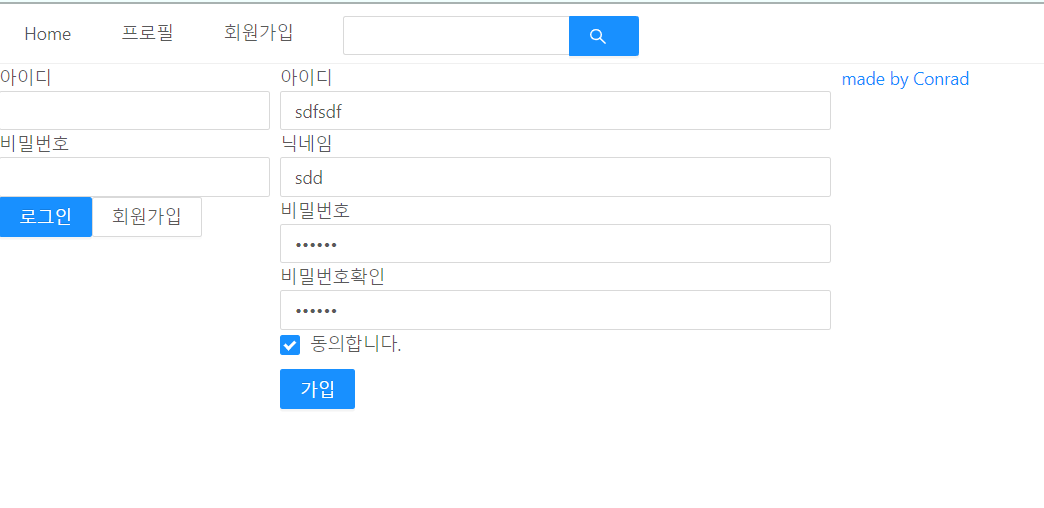 Home 프로필 회원가입
아이디
비밀번호
로그인 회원가입
아이디
sdfsdf
닉네임
sdd
비밀번호
••••••
비밀번호확인
••••••
동의합니다.
가입
made by Conrad